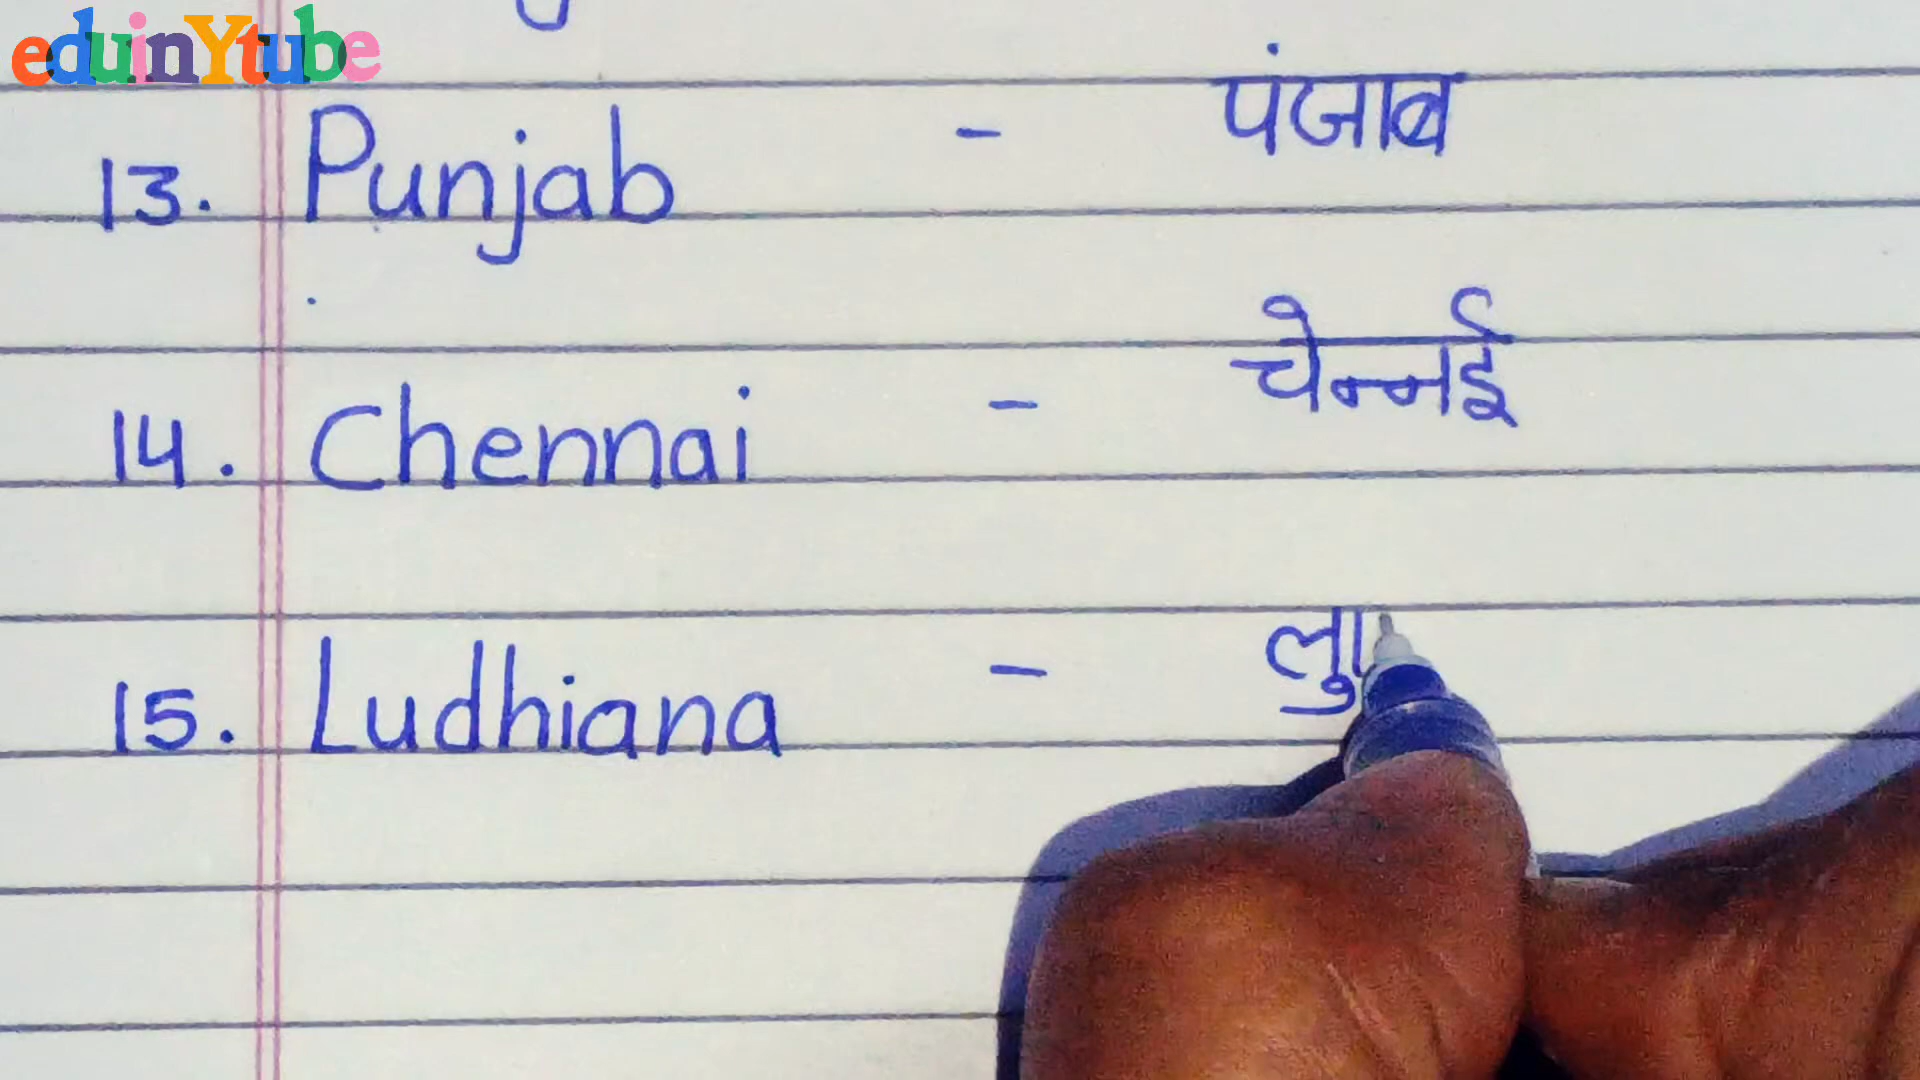 eduinYtube
13. Punjab - पंजाब
14. Chennai - चेन्नई
15. Ludhiana -